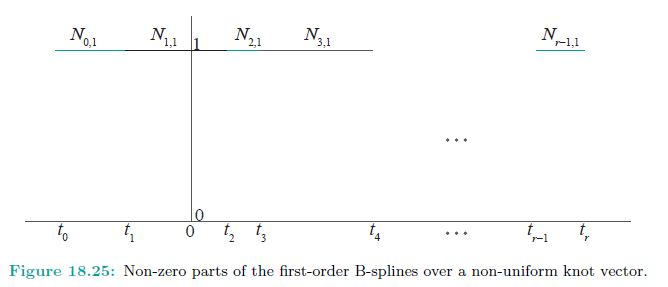 N₀,₁ N₁,₁ 1 N₂,₁ N₃,₁ Nᵣ₋₁,₁
...
0
t₀ t₁ 0 t₂ t₃ t₄ ... tᵣ₋₁ tᵣ
Figure 18.25: Non-zero parts of the first-order B-splines over a non-uniform knot vector.